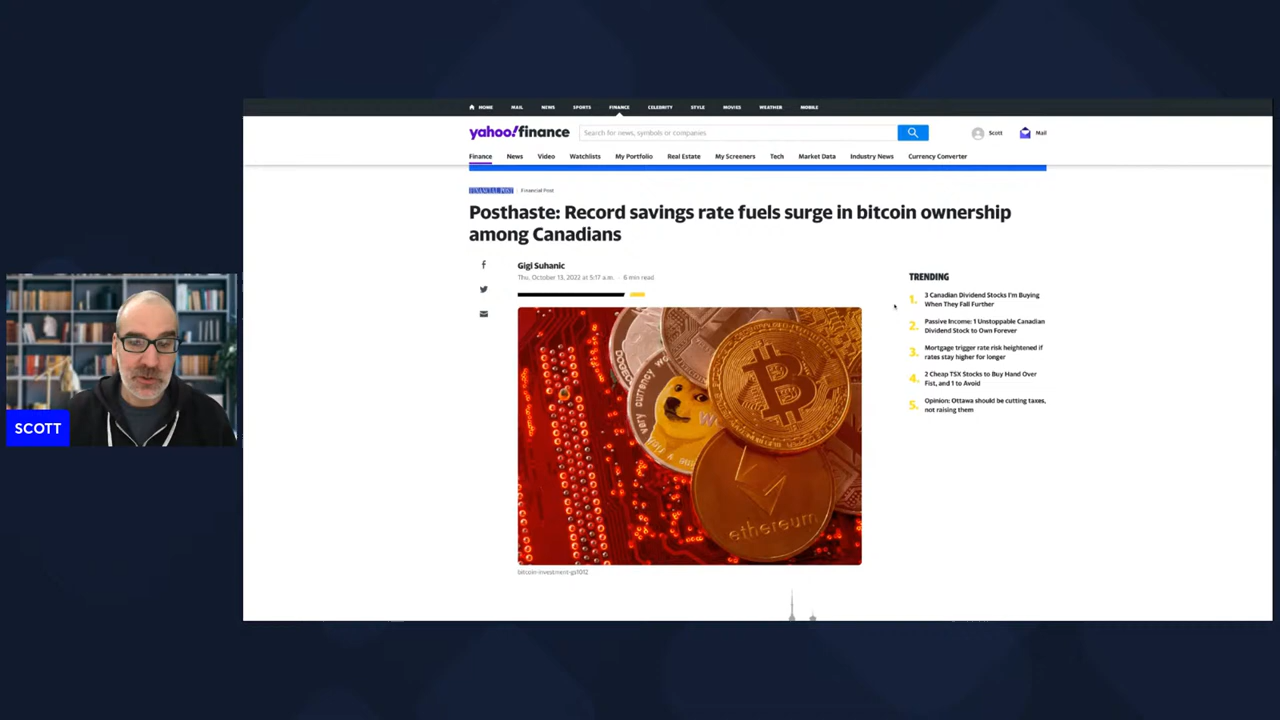 HOME MAIL NEWS SPORTS FINANCE CELEBRITY STYLE MOVIES WEATHER MOBILE
yahoo!finance
Search for news, symbols or companies
Scott
Mail
Finance News Video Watchlists My Portfolio Real Estate My Screeners Tech Market Data Industry News Currency Converter
FINANCIAL POST Financial Post
Posthaste: Record savings rate fuels surge in bitcoin ownership
among Canadians
Gigi Suhanic
Thu, October 13, 2022 at 5:17 a.m. · 6 min read
TRENDING
1. 3 Canadian Dividend Stocks I'm Buying
When They Fall Further
2. Passive Income: 1 Unstoppable Canadian
Dividend Stock to Own Forever
3. Mortgage trigger rate risk heightened if
rates stay higher for longer
4. 2 Cheap TSX Stocks to Buy Hand Over
Fist, and 1 to Avoid
5. Opinion: Ottawa should be cutting taxes,
not raising them
ethereum
bitcoin-investment-gs1012
SCOTT